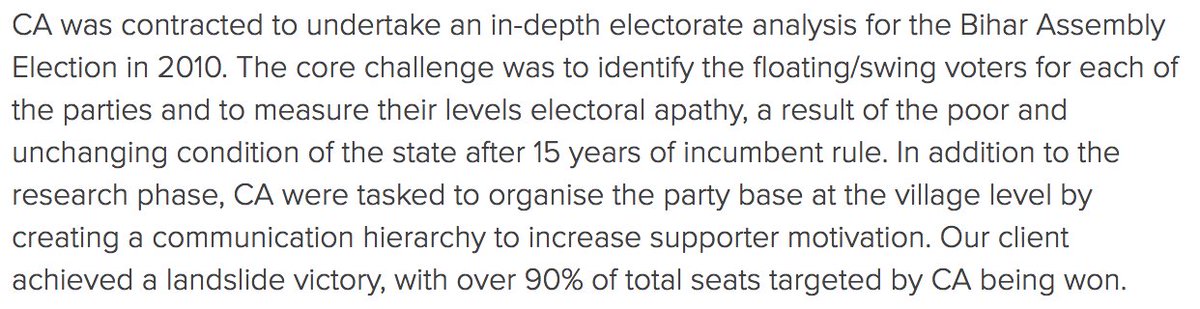 CA was contracted to undertake an in-depth electorate analysis for the Bihar Assembly
Election in 2010. The core challenge was to identify the floating/swing voters for each of
the parties and to measure their levels electoral apathy, a result of the poor and
unchanging condition of the state after 15 years of incumbent rule. In addition to the
research phase, CA were tasked to organise the party base at the village level by
creating a communication hierarchy to increase supporter motivation. Our client
achieved a landslide victory, with over 90% of total seats targeted by CA being won.